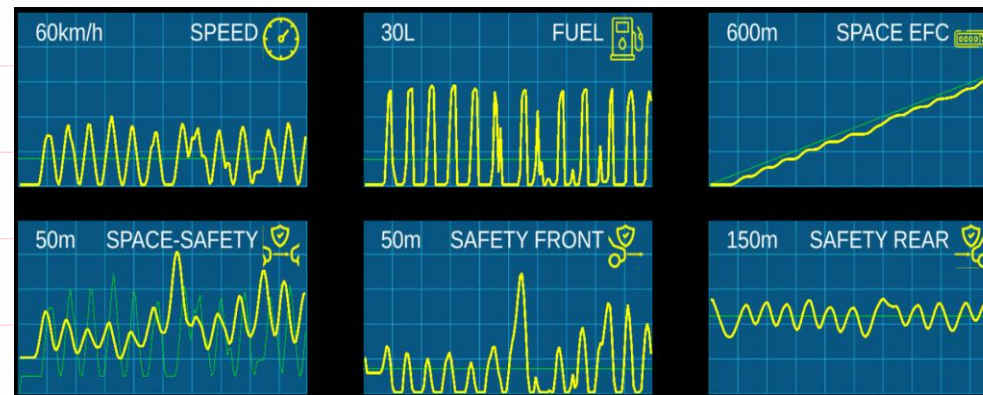 60km/h SPEED
30L FUEL
600m SPACE EFC
50m SPACE-SAFETY
50m SAFETY FRONT
150m SAFETY REAR